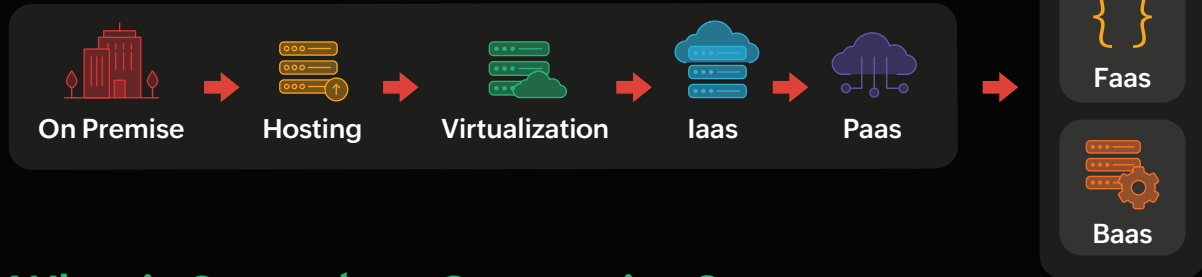 On Premise
Hosting
Virtualization
Iaas
Paas
Faas
Baas